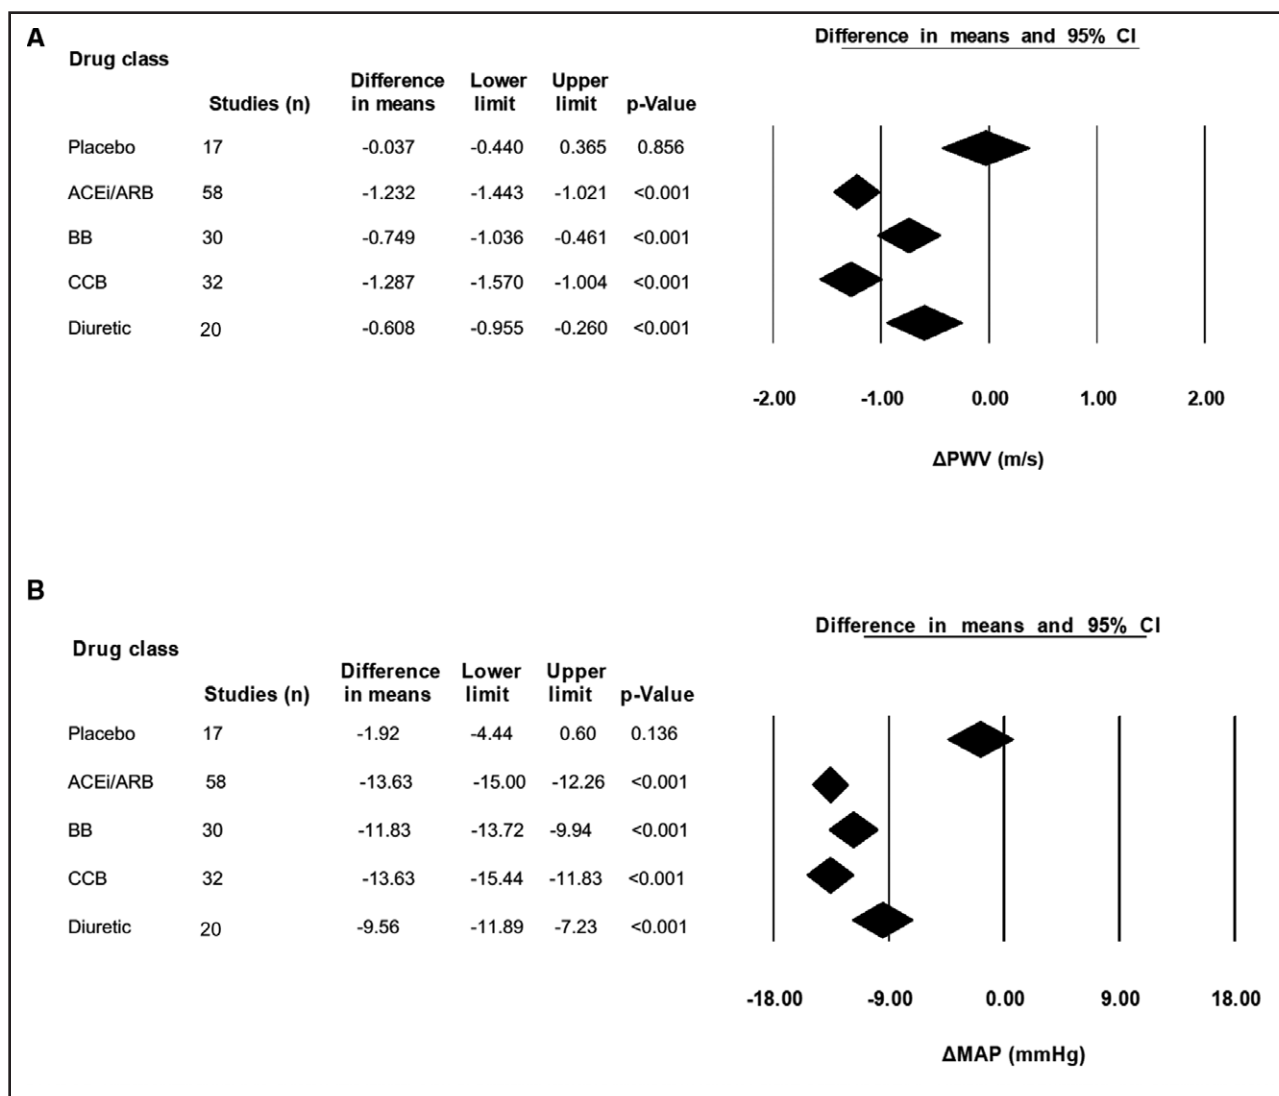 A
Difference in means and 95% CI
Drug class
Studies (n) Difference in means Lower limit Upper limit p-Value
Placebo 17 -0.037 -0.440 0.365 0.856
ACEi/ARB 58 -1.232 -1.443 -1.021 <0.001
BB 30 -0.749 -1.036 -0.461 <0.001
CCB 32 -1.287 -1.570 -1.004 <0.001
Diuretic 20 -0.608 -0.955 -0.260 <0.001
-2.00 -1.00 0.00 1.00 2.00
ΔPWV (m/s)
B
Difference in means and 95% CI
Drug class
Studies (n) Difference in means Lower limit Upper limit p-Value
Placebo 17 -1.92 -4.44 0.60 0.136
ACEi/ARB 58 -13.63 -15.00 -12.26 <0.001
BB 30 -11.83 -13.72 -9.94 <0.001
CCB 32 -13.63 -15.44 -11.83 <0.001
Diuretic 20 -9.56 -11.89 -7.23 <0.001
-18.00 -9.00 0.00 9.00 18.00
ΔMAP (mmHg)